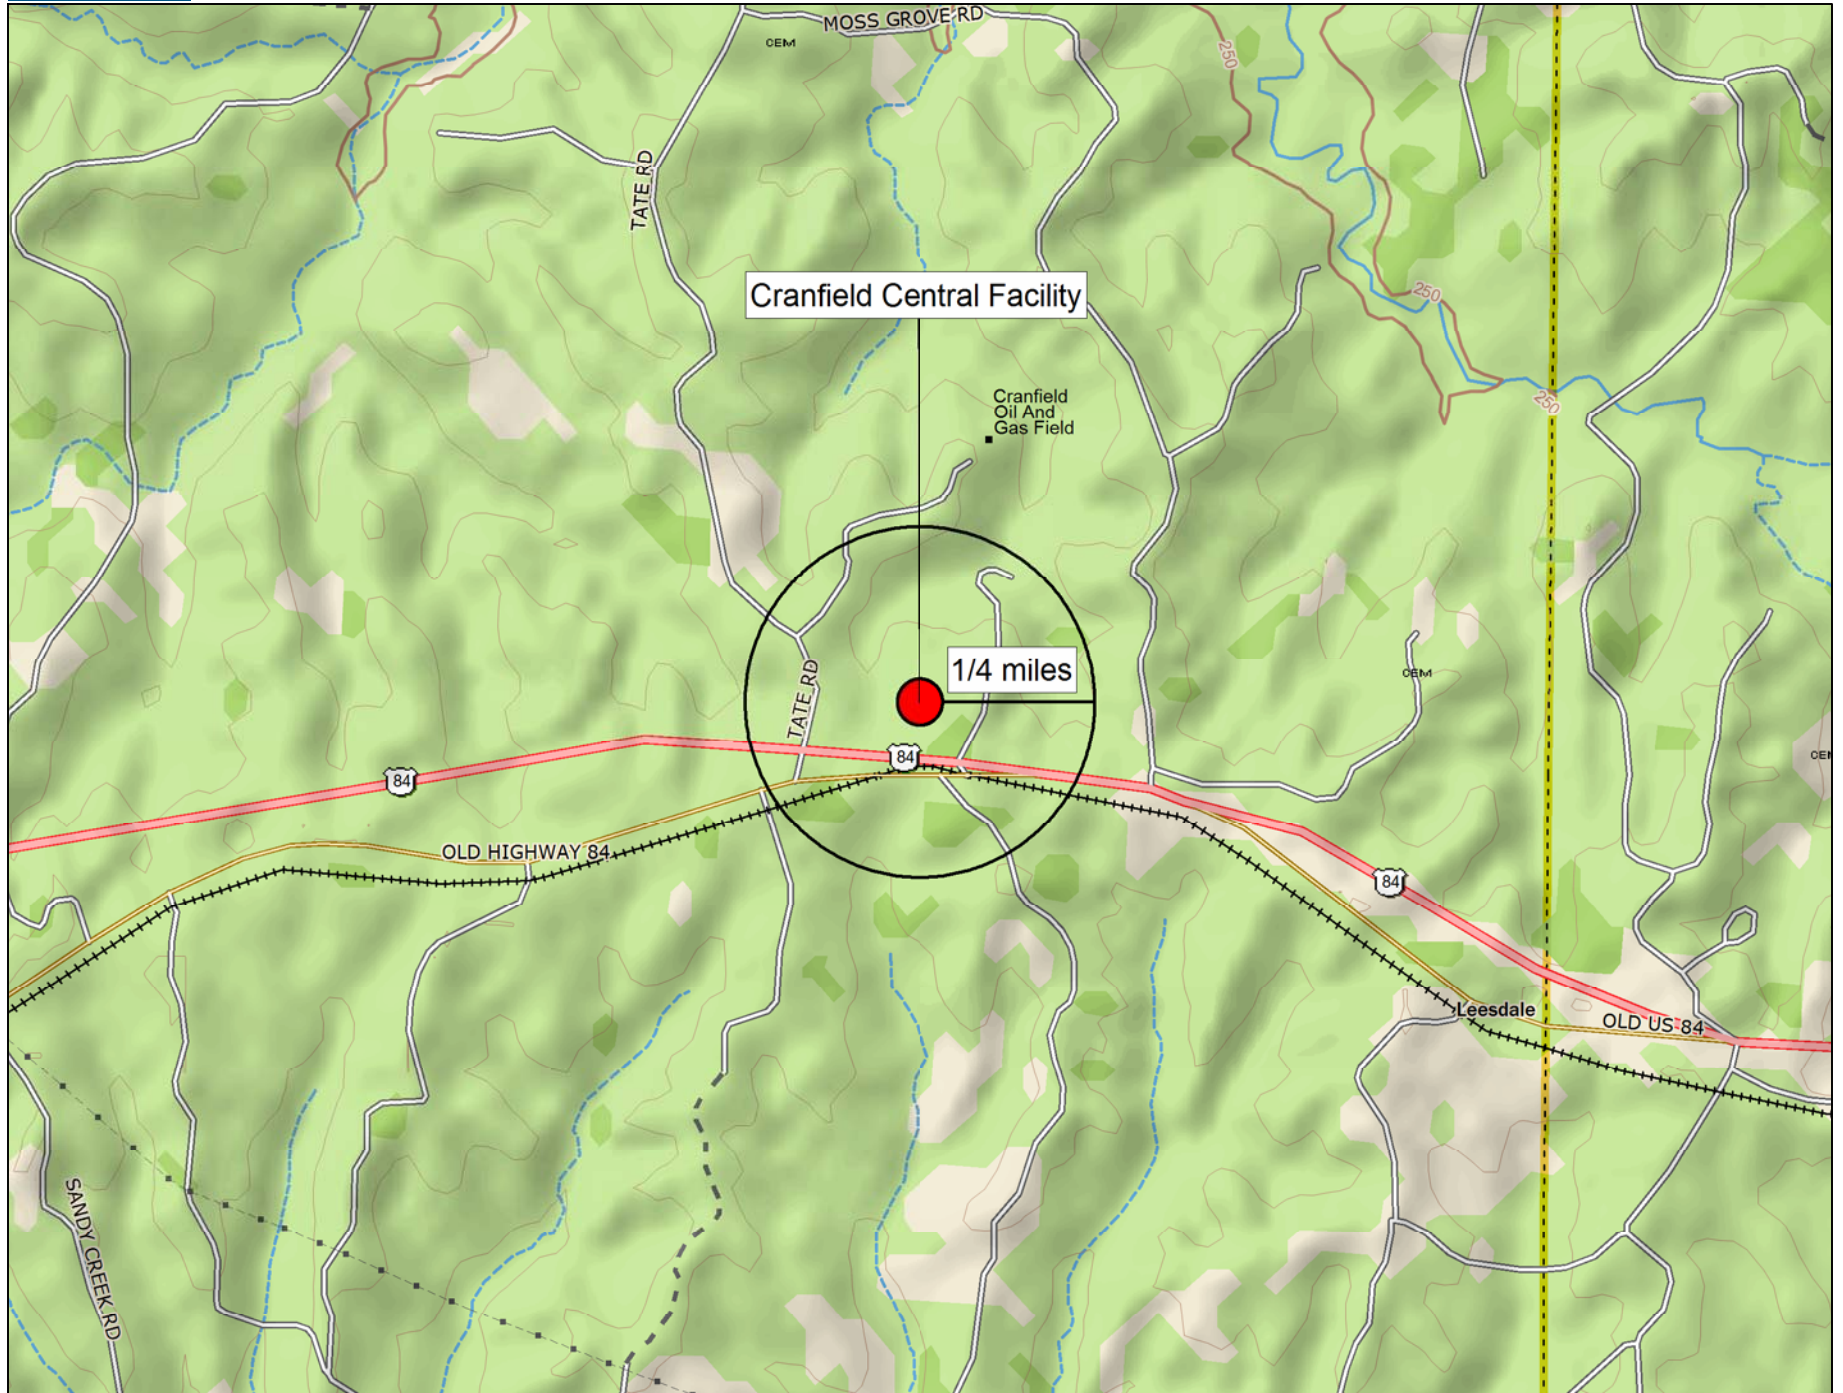 MOSS GROVE RD
CEM
250
TATE RD
Cranfield Central Facility
250
250
Cranfield
Oil And
Gas Field
1/4 miles
CEM
TATE RD
84
84
CEM
OLD HIGHWAY 84
84
Leesdale
OLD US 84
SANDY CREEK RD